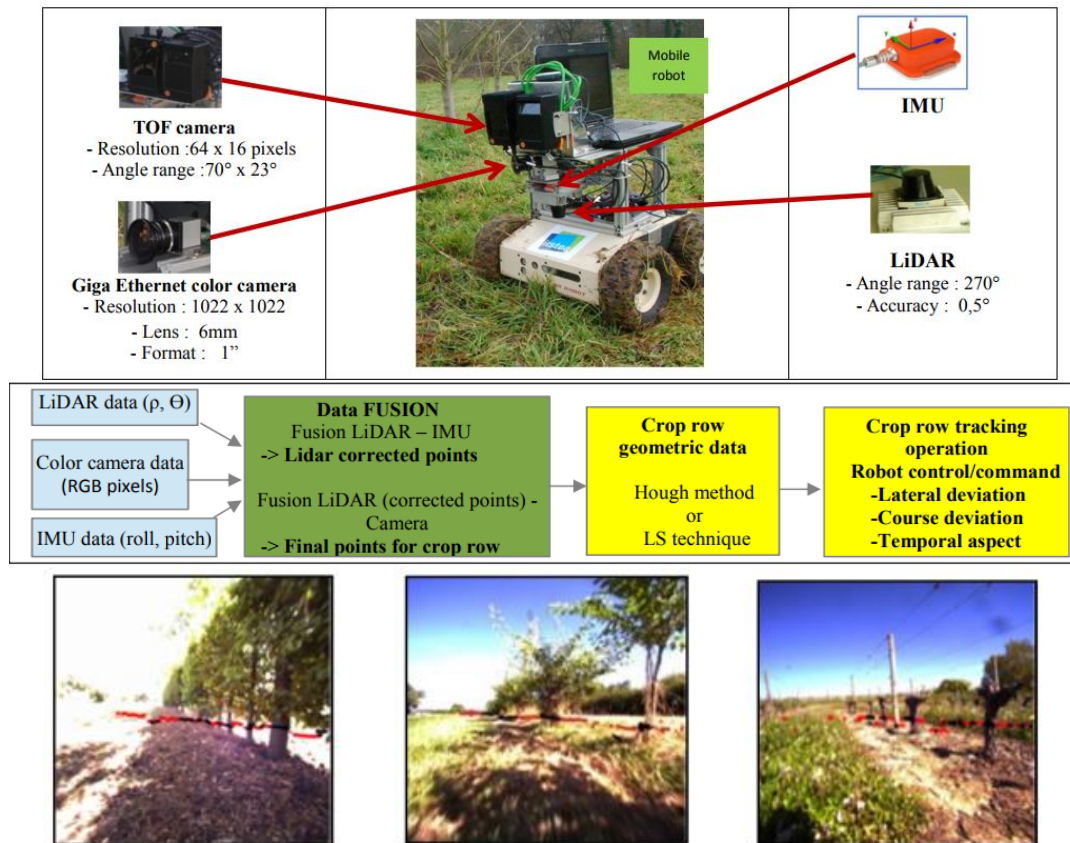 TOF camera
- Resolution :64 x 16 pixels
- Angle range :70° x 23°
Giga Ethernet color camera
- Resolution : 1022 x 1022
- Lens : 6mm
- Format : 1”
Mobile
robot
IMU
LiDAR
- Angle range : 270°
- Accuracy : 0,5°
LiDAR data (ρ, Θ)
Color camera data
(RGB pixels)
IMU data (roll, pitch)
Data FUSION
Fusion LiDAR – IMU
-> Lidar corrected points
Fusion LiDAR (corrected points) -
Camera
-> Final points for crop row
Crop row
geometric data
Hough method
or
LS technique
Crop row tracking
operation
Robot control/command
-Lateral deviation
-Course deviation
-Temporal aspect